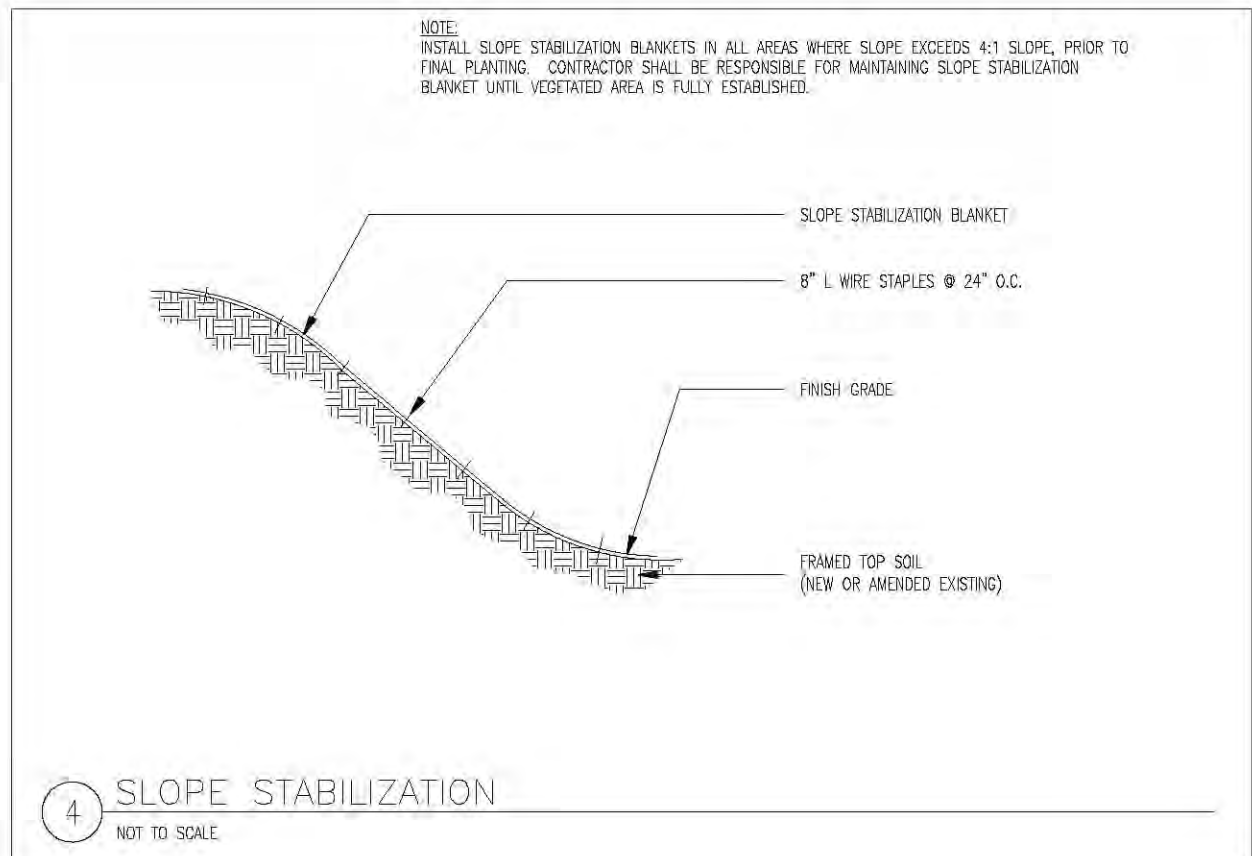 NOTE:
INSTALL SLOPE STABILIZATION BLANKETS IN ALL AREAS WHERE SLOPE EXCEEDS 4:1 SLOPE, PRIOR TO
FINAL PLANTING. CONTRACTOR SHALL BE RESPONSIBLE FOR MAINTAINING SLOPE STABILIZATION
BLANKET UNTIL VEGETATED AREA IS FULLY ESTABLISHED.
SLOPE STABILIZATION BLANKET
8" L WIRE STAPLES @ 24" O.C.
FINISH GRADE
FRAMED TOP SOIL
(NEW OR AMENDED EXISTING)
4 SLOPE STABILIZATION
NOT TO SCALE